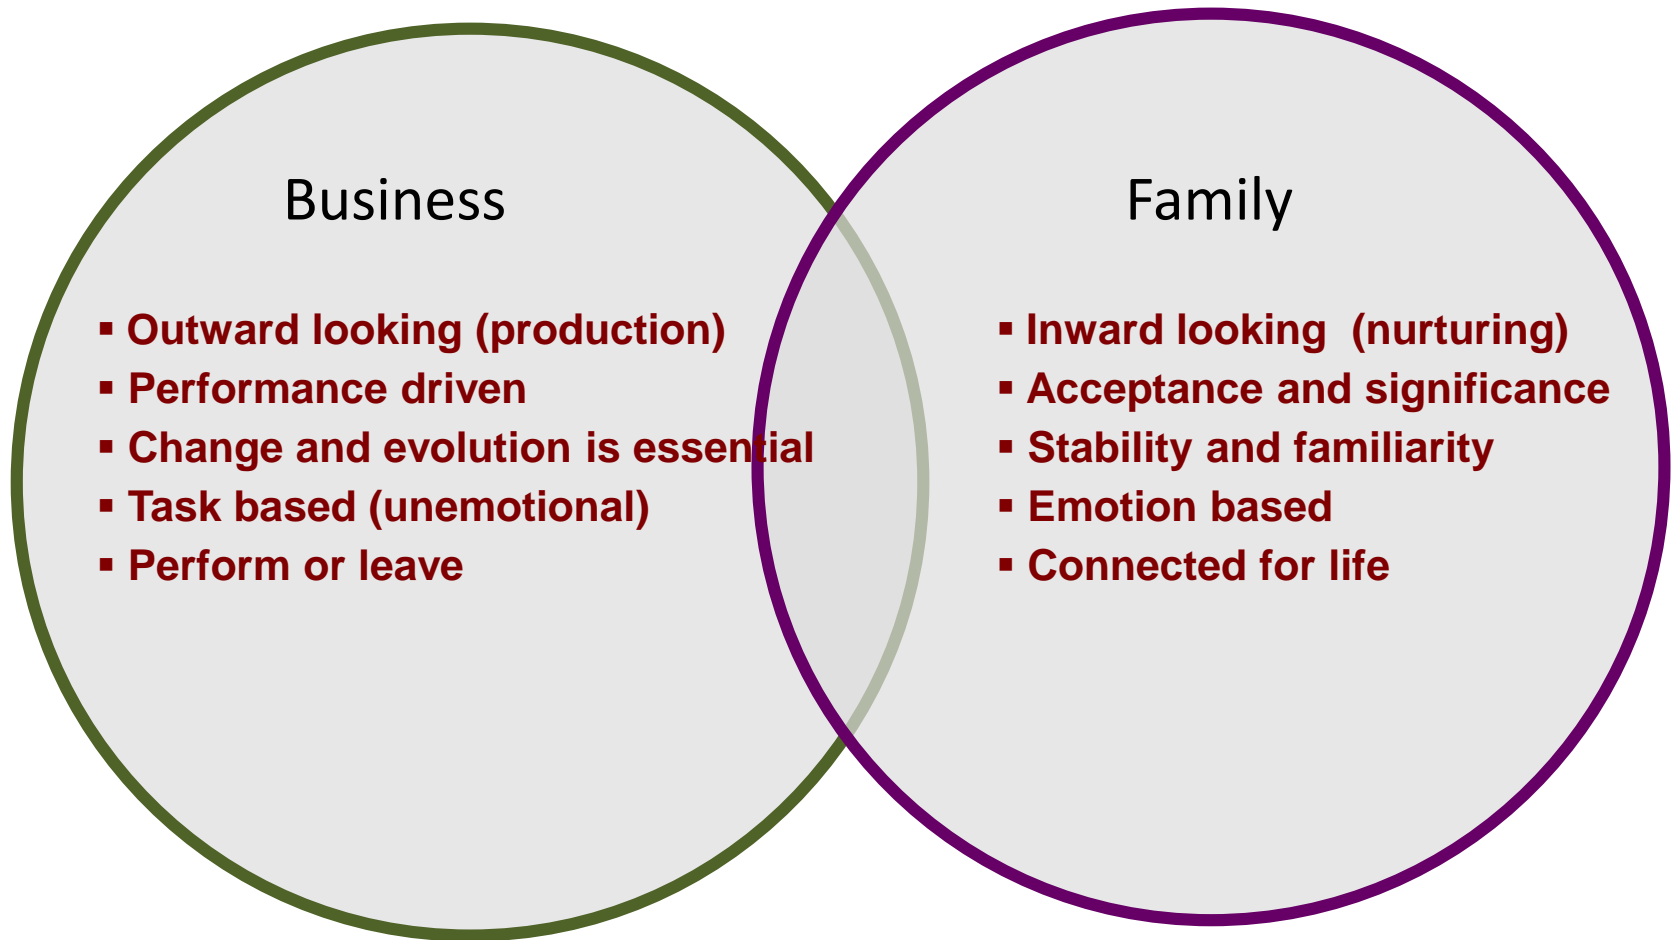 Business
▪ Outward looking (production)
▪ Performance driven
▪ Change and evolution is essential
▪ Task based (unemotional)
▪ Perform or leave
Family
▪ Inward looking  (nurturing)
▪ Acceptance and significance
▪ Stability and familiarity
▪ Emotion based
▪ Connected for life